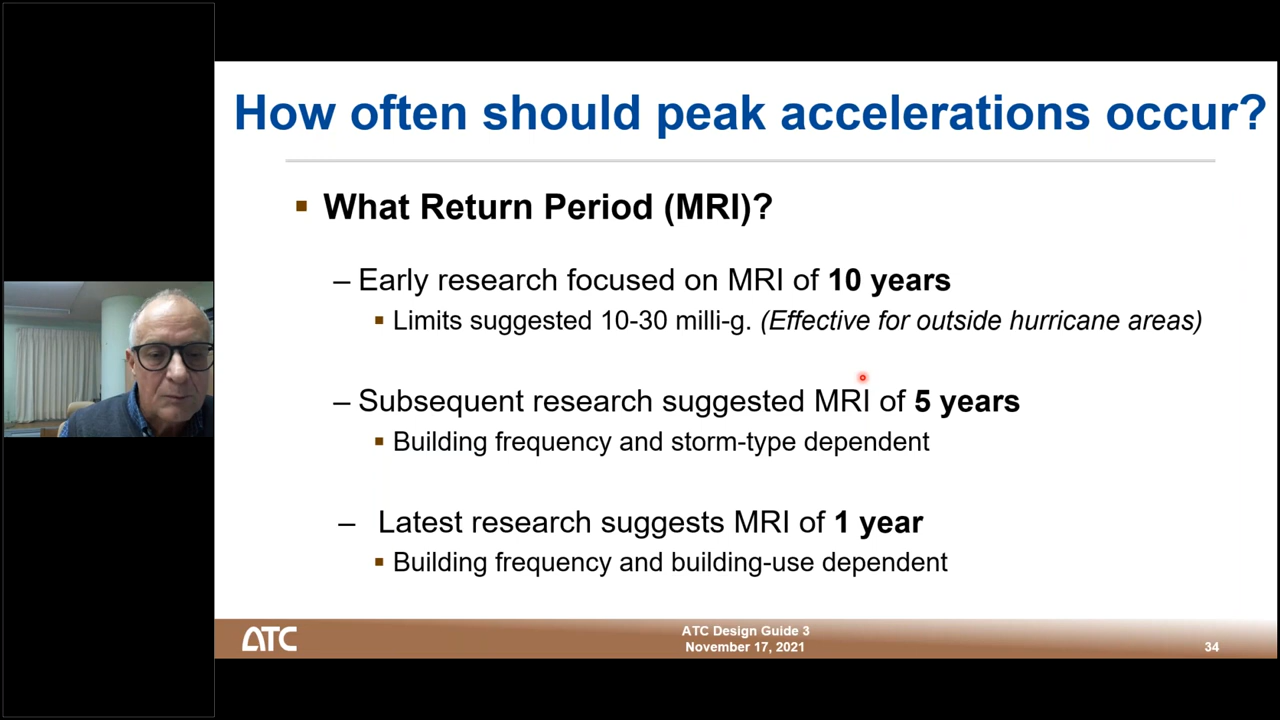 How often should peak accelerations occur?
▪ What Return Period (MRI)?
– Early research focused on MRI of 10 years
▪ Limits suggested 10-30 milli-g. (Effective for outside hurricane areas)
– Subsequent research suggested MRI of 5 years
▪ Building frequency and storm-type dependent
– Latest research suggests MRI of 1 year
▪ Building frequency and building-use dependent
ATC
ATC Design Guide 3
November 17, 2021
34